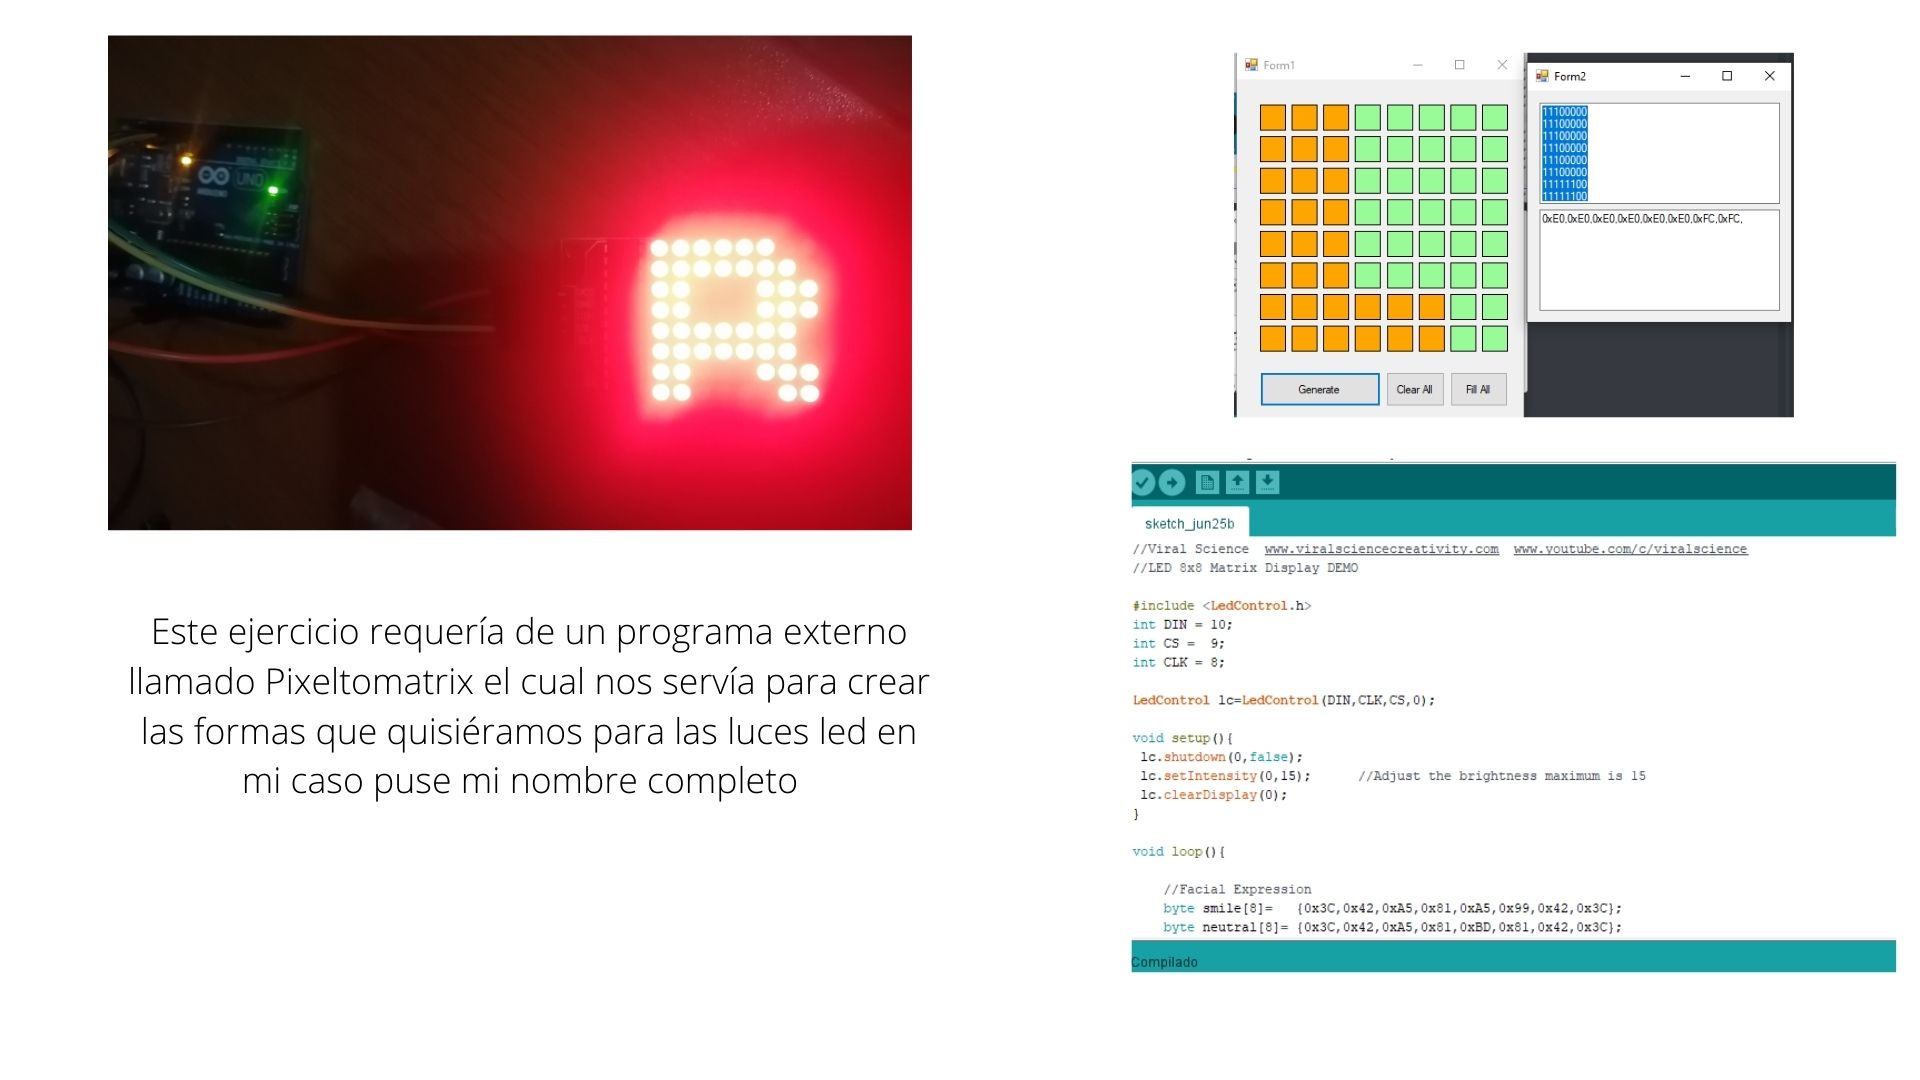 UNO
ARDUINO
Este ejercicio requería de un programa externo
llamado Pixeltomatrix el cual nos servía para crear
las formas que quisiéramos para las luces led en
mi caso puse mi nombre completo
Form1
Generate
Clear All
Fill All
Form2
11100000
11100000
11100000
11100000
11100000
11100000
11111100
11111100
0xE0,0xE0,0xE0,0xE0,0xE0,0xE0,0xFC,0xFC,
sketch_jun25b
//Viral Science www.viralsciencecreativity.com www.youtube.com/c/viralscience
//LED 8x8 Matrix Display DEMO
#include <LedControl.h>
int DIN = 10;
int CS = 9;
int CLK = 8;
LedControl lc=LedControl(DIN,CLK,CS,0);
void setup(){
lc.shutdown(0,false);
lc.setIntensity(0,15); //Adjust the brightness maximum is 15
lc.clearDisplay(0);
}
void loop(){
//Facial Expression
byte smile[8]= {0x3C,0x42,0xA5,0x81,0xA5,0x99,0x42,0x3C};
byte neutral[8]= {0x3C,0x42,0xA5,0x81,0xBD,0x81,0x42,0x3C};
Compilado
R